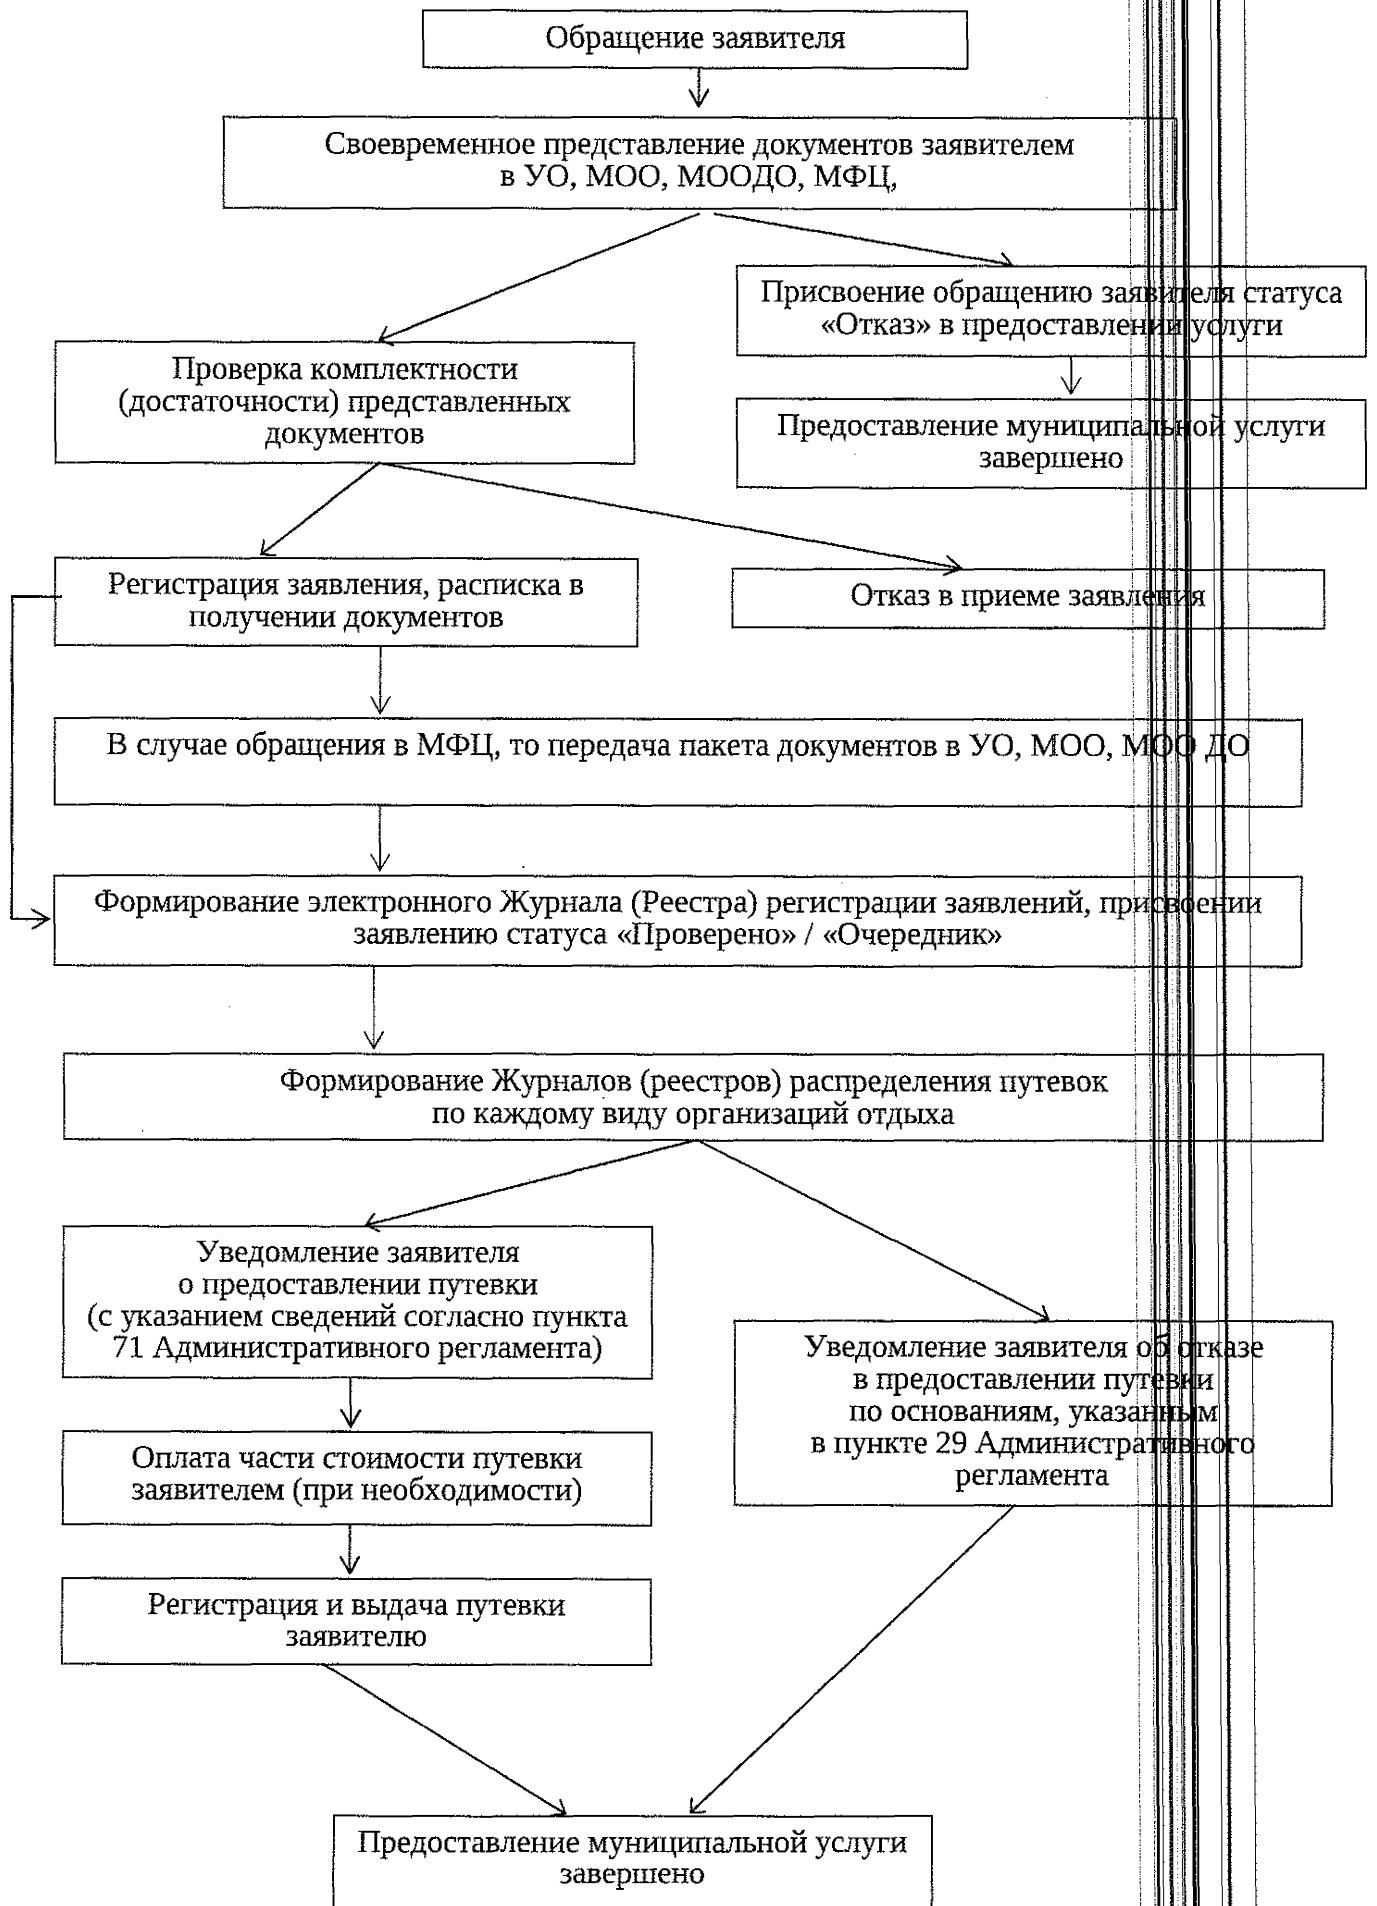 Обращение заявителя
Своевременное представление документов заявителем
в УО, МОО, МООДО, МФЦ,
Присвоение обращению заявителя статуса
«Отказ» в предоставлении услуги
Проверка комплектности
(достаточности) представленных
документов
Предоставление муниципальной услуги
завершено
Регистрация заявления, расписка в
получении документов
Отказ в приеме заявления
В случае обращения в МФЦ, то передача пакета документов в УО, МОО, МОО ДО
Формирование электронного Журнала (Реестра) регистрации заявлений, присвоении
заявлению статуса «Проверено» / «Очередник»
Формирование Журналов (реестров) распределения путевок
по каждому виду организаций отдыха
Уведомление заявителя
о предоставлении путевки
(с указанием сведений согласно пункта
71 Административного регламента)
Уведомление заявителя об отказе
в предоставлении путевки
по основаниям, указанным
в пункте 29 Административного
регламента
Оплата части стоимости путевки
заявителем (при необходимости)
Регистрация и выдача путевки
заявителю
Предоставление муниципальной услуги
завершено